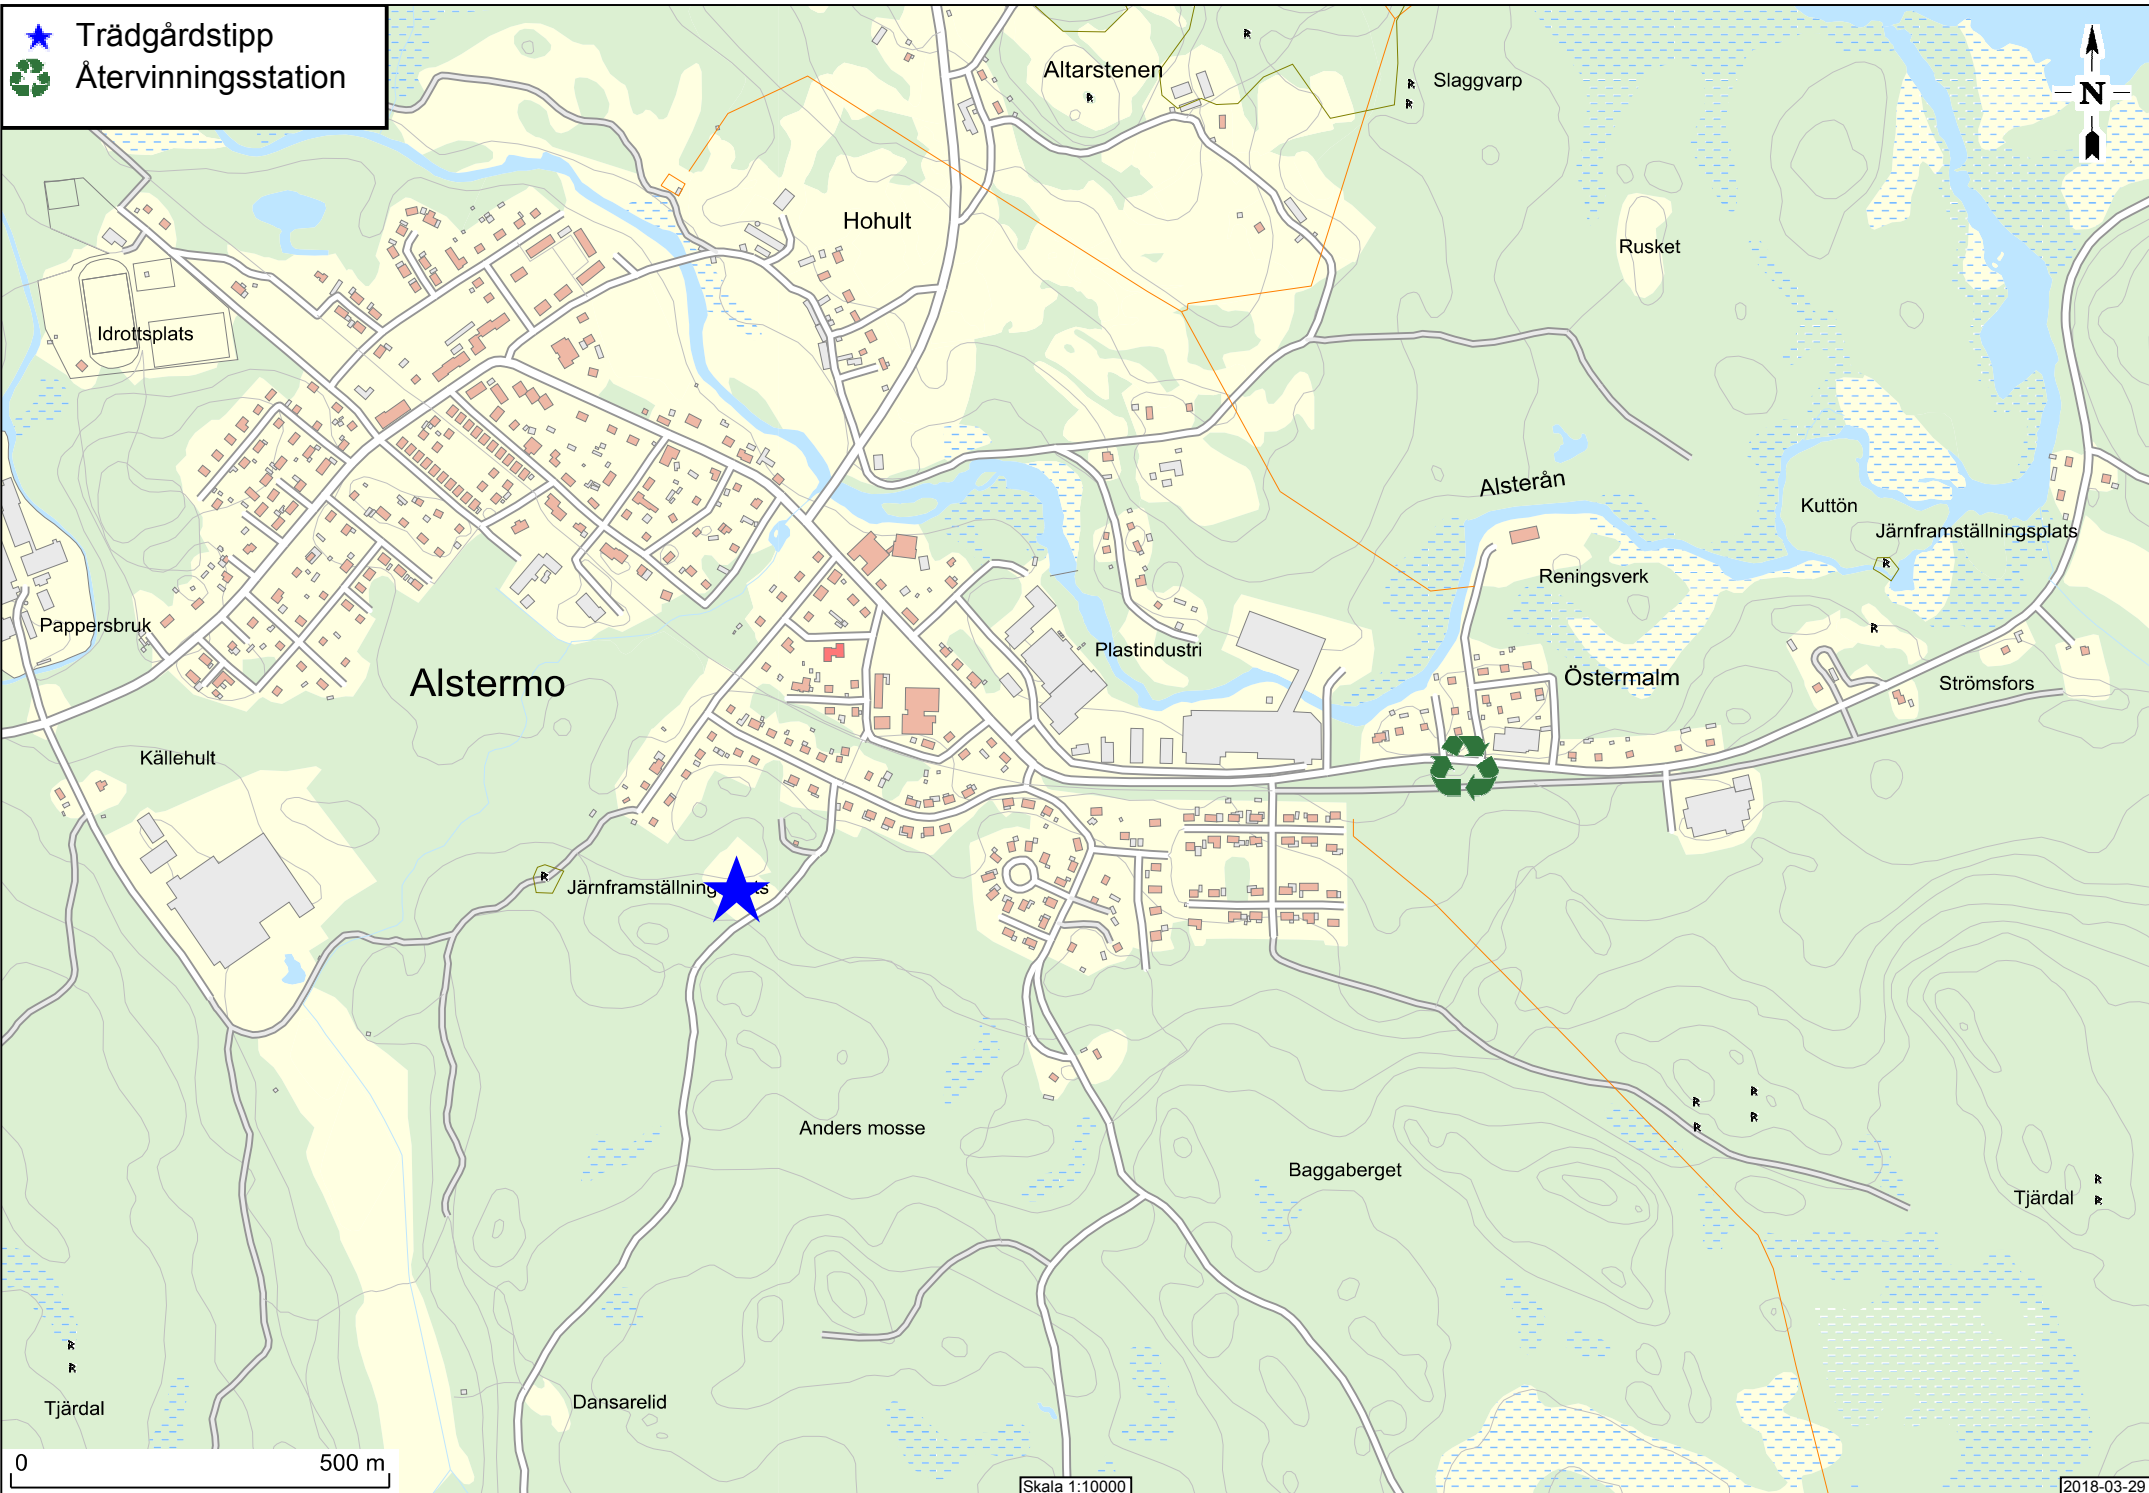 Trädgårdstipp
Återvinningsstation
Altarstenen
Slaggvarp
N
Hohult
Rusket
Idrottsplats
Alsterån
Kuttön
Järnframställningsplats
Reningsverk
Pappersbruk
Plastindustri
Alstermo
Östermalm
Strömsfors
Källehult
Järnframställning
s
Anders mosse
Baggaberget
Tjärdal
Dansarelid
Tjärdal
0 500 m
Skala 1:10000
2018-03-29